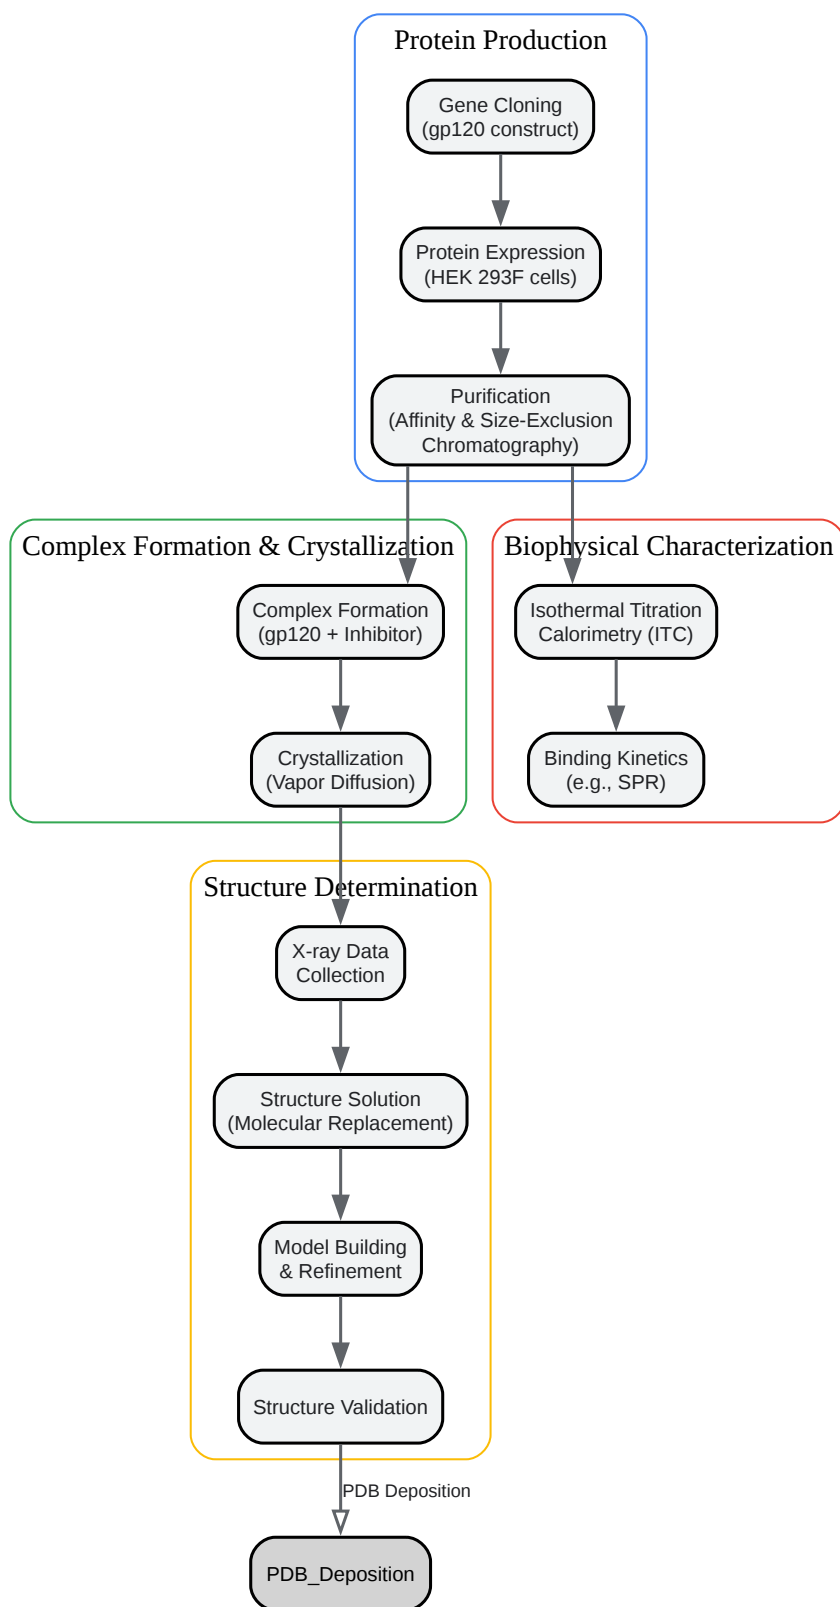 Protein Production
Gene Cloning
(gp120 construct)
Protein Expression
(HEK 293F cells)
Purification
(Affinity & Size-Exclusion
Chromatography)
Complex Formation & Crystallization
Complex Formation
(gp120 + Inhibitor)
Crystallization
(Vapor Diffusion)
Biophysical Characterization
Isothermal Titration
Calorimetry (ITC)
Binding Kinetics
(e.g., SPR)
Structure Determination
X-ray Data
Collection
Structure Solution
(Molecular Replacement)
Model Building
& Refinement
Structure Validation
PDB Deposition
PDB_Deposition